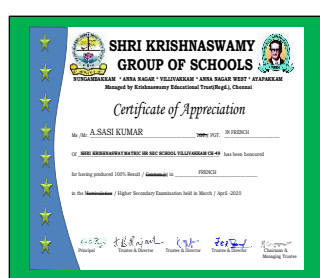 SHRI KRISHNASWAMY
GROUP OF SCHOOLS
NUNGAMBAKKAM * ANNA NAGAR * VILLIVAKKAM * ANNA NAGAR WEST * AYAPAKKAM
Managed by Krishnaswamy Educational Trust(Regd.), Chennai
Certificate of Appreciation
Ms /Mr. A.SASI KUMAR PGT. IN FRENCH
Of SHRI KRISHNASWAY MATRIC HR SEC SCHOOL VILLIVAKKAM CH-49 has been honoured
for having produced 100% Result / in FRENCH
in the / Higher Secondary Examination held in March / April -2020
Principal Trustee & Director Trustee & Director Trustee & Director Chairman &
Managing Trustee